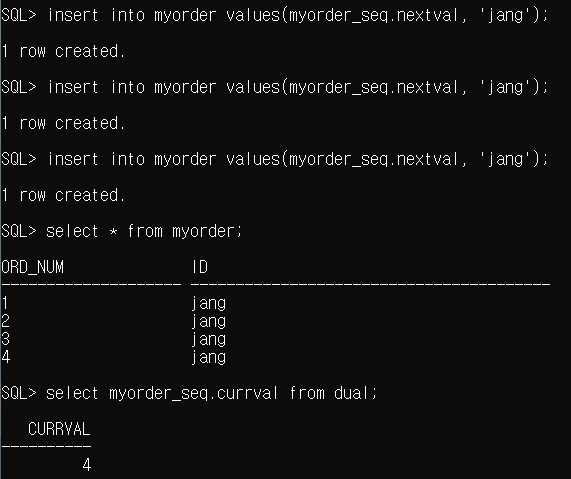 SQL> insert into myorder values(myorder_seq.nextval, 'jang');
1 row created.
SQL> insert into myorder values(myorder_seq.nextval, 'jang');
1 row created.
SQL> insert into myorder values(myorder_seq.nextval, 'jang');
1 row created.
SQL> select * from myorder;
ORD_NUM ID
-------------------- ----------------------------------------
1 jang
2 jang
3 jang
4 jang
SQL> select myorder_seq.currval from dual;
CURRVAL
----------
4